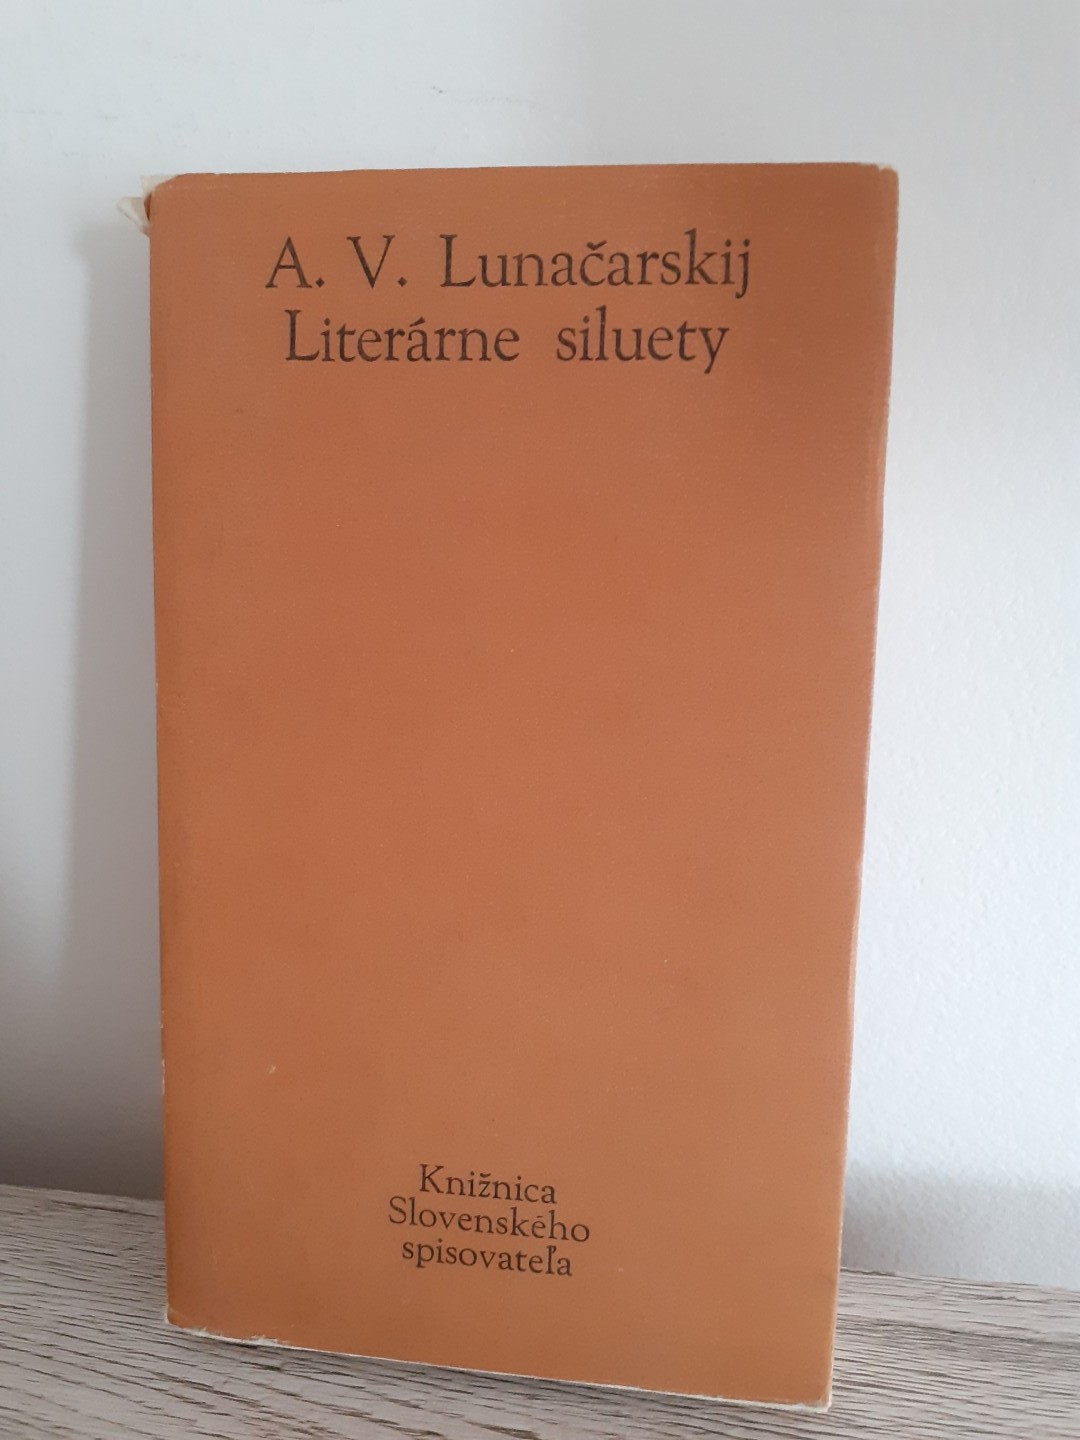 A. V. Lunačarskij
Literárne siluety
Knižnica
Slovenského
spisovateľa